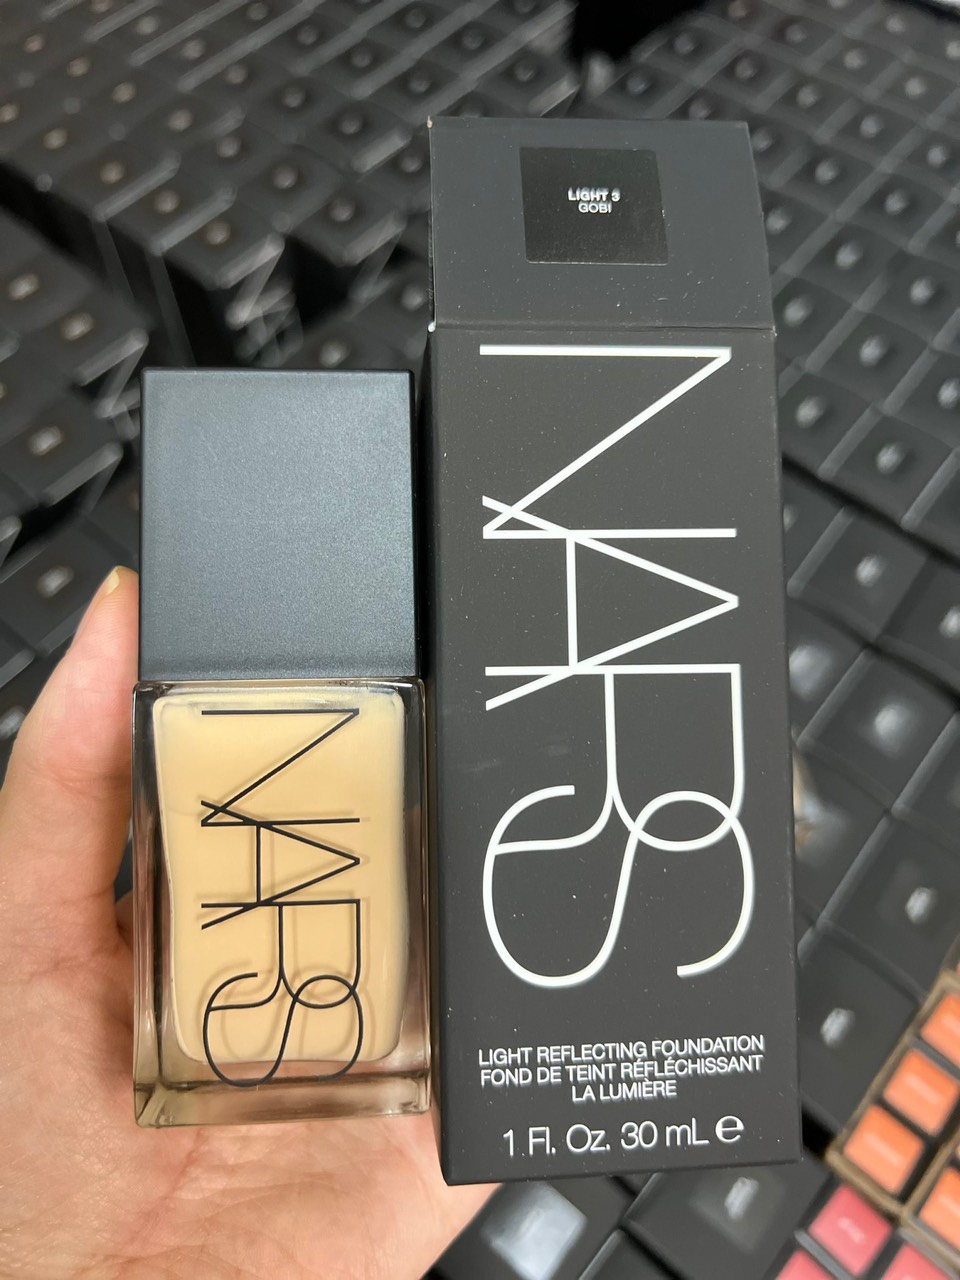 LIGHT 3
GOBI
NARS
LIGHT REFLECTING FOUNDATION
FOND DE TEINT RÉFLÉCHISSANT
LA LUMIÈRE
1 Fl. Oz. 30 mL e
NARS